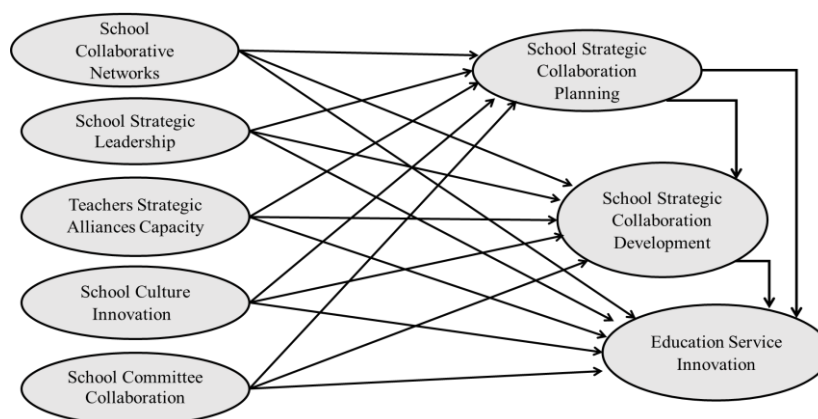 School
Collaborative
Networks
School Strategic
Leadership
Teachers Strategic
Alliances Capacity
School Culture
Innovation
School Committee
Collaboration
School Strategic
Collaboration
Planning
School Strategic
Collaboration
Development
Education Service
Innovation